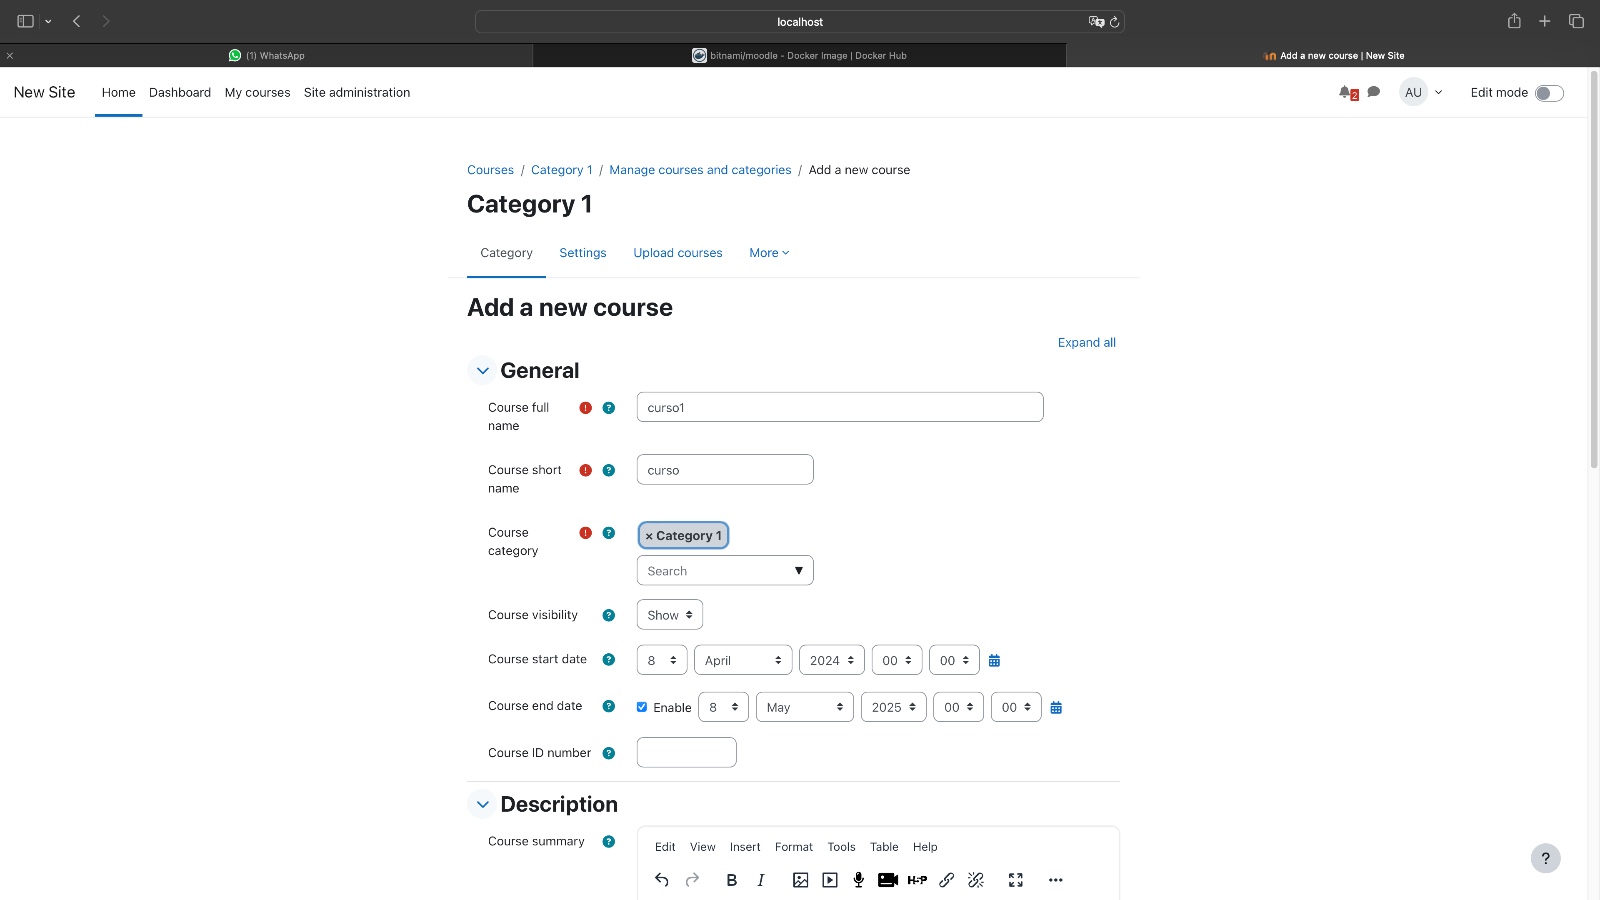 localhost
(1) WhatsApp
bitnami/moodle - Docker Image | Docker Hub
Add a new course | New Site
New Site Home Dashboard My courses Site administration 2 AU Edit mode
Courses / Category 1 / Manage courses and categories / Add a new course
Category 1
Category Settings Upload courses More
Add a new course
Expand all
General
Course full name ! ? curso1
Course short name ! ? curso
Course category ! ? × Category 1
Search ▼
Course visibility ? Show
Course start date ? 8 April 2024 00 00
Course end date ? Enable 8 May 2025 00 00
Course ID number ?
Description
Course summary ?
Edit View Insert Format Tools Table Help
B I H-P ...
?